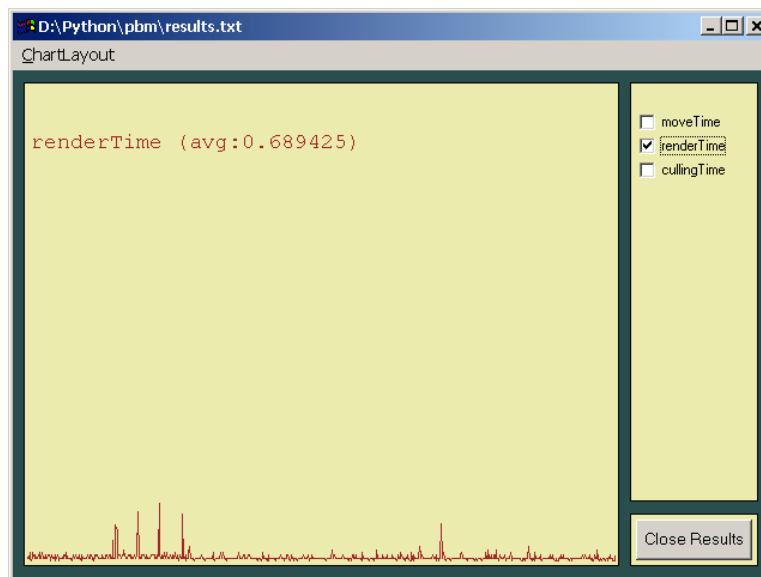 D:\Python\pbm\results.txt
ChartLayout
renderTime (avg:0.689425)
moveTime
renderTime
cullingTime
Close Results